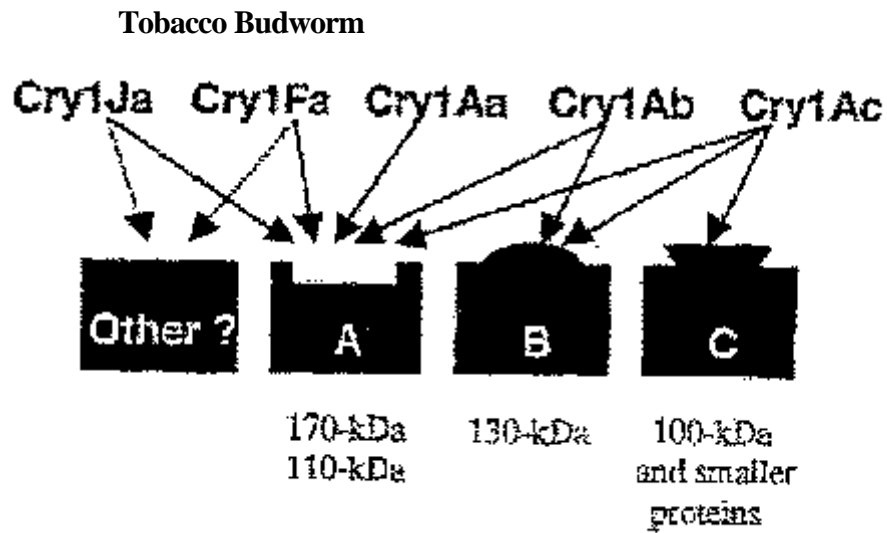 Tobacco Budworm
Cry1Ja Cry1Fa Cry1Aa Cry1Ab Cry1Ac
Other ? A B C
170-kDa 130-kDa 100-kDa
110-kDa and smaller
proteins